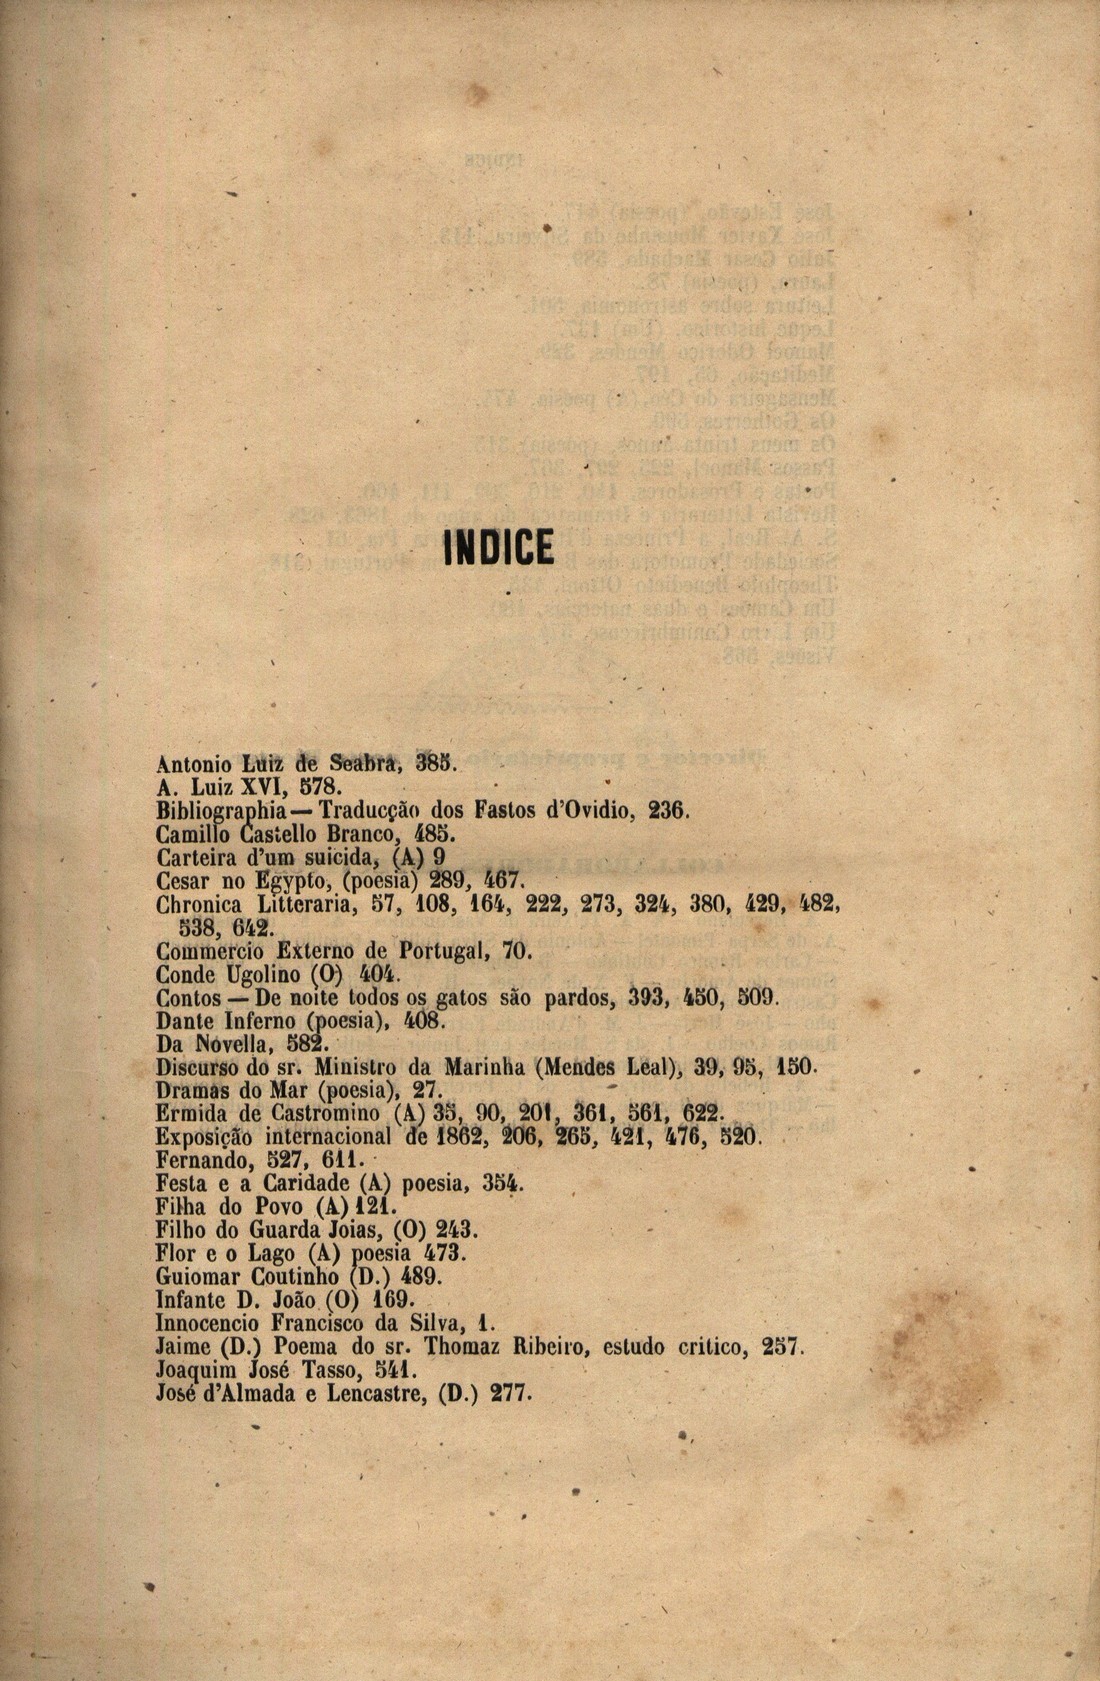 INDICE
Antonio Luiz de Seabra, 385.
A. Luiz XVI, 578.
Bibliographia — Traducção dos Fastos d'Ovidio, 236.
Camillo Castello Branco, 485.
Carteira d'um suicida, (A) 9
Cesar no Egypto, (poesia) 289, 467.
Chronica Litteraria, 57, 108, 164, 222, 273, 324, 380, 429, 482,
538, 642.
Commercio Externo de Portugal, 70.
Conde Ugolino (O) 404.
Contos — De noite todos os gatos são pardos, 393, 450, 509.
Dante Inferno (poesia), 408.
Da Novella, 582.
Discurso do sr. Ministro da Marinha (Mendes Leal), 39, 95, 150.
Dramas do Mar (poesia), 27.
Ermida de Castromino (A) 35, 90, 201, 361, 561, 622.
Exposição internacional de 1862, 206, 265, 421, 476, 520.
Fernando, 527, 611.
Festa e a Caridade (A) poesia, 354.
Filha do Povo (A) 121.
Filho do Guarda Joias, (O) 243.
Flor e o Lago (A) poesia 473.
Guiomar Coutinho (D.) 489.
Infante D. João (O) 169.
Innocencio Francisco da Silva, 1.
Jaime (D.) Poema do sr. Thomaz Ribeiro, estudo critico, 257.
Joaquim José Tasso, 541.
José d'Almada e Lencastre, (D.) 277.